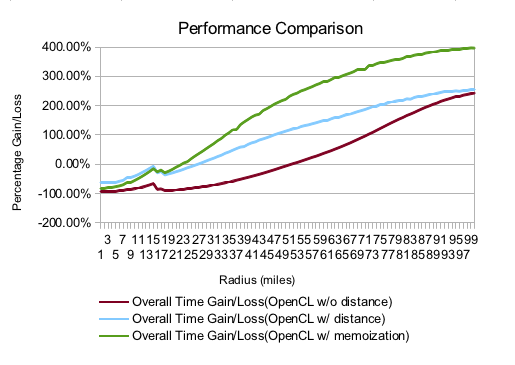 Performance Comparison
400.00%
300.00%
200.00%
100.00%
0.00%
-100.00%
-200.00%
Percentage Gain/Loss
3 7 11 15 19 23 27 31 35 39 43 47 51 55 59 63 67 71 75 79 83 87 91 95 99
1 5 9 13 17 21 25 29 33 37 41 45 49 53 57 61 65 69 73 77 81 85 89 93 97
Radius (miles)
Overall Time Gain/Loss(OpenCL w/o distance)
Overall Time Gain/Loss(OpenCL w/ distance)
Overall Time Gain/Loss(OpenCL w/ memoization)